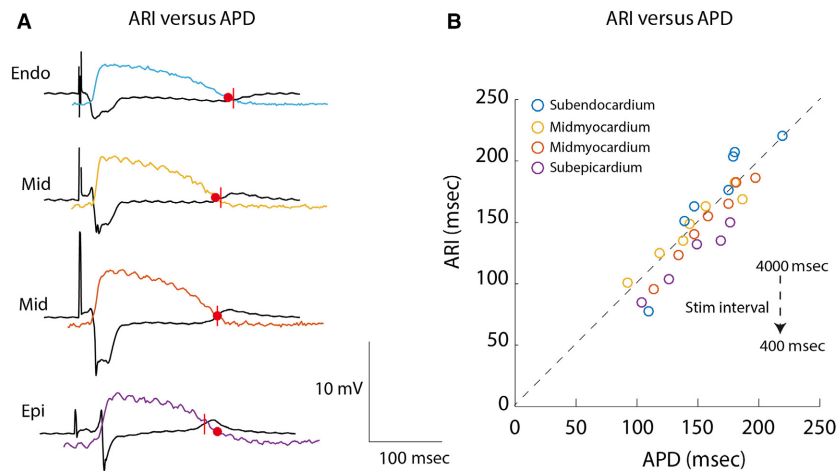 A
ARI versus APD
Endo
Mid
Mid
Epi
10 mV
100 msec
B
ARI versus APD
250
200
150
100
50
0
ARI (msec)
Subendocardium
Midmyocardium
Midmyocardium
Subepicardium
4000 msec
Stim interval
400 msec
0 50 100 150 200 250
APD (msec)